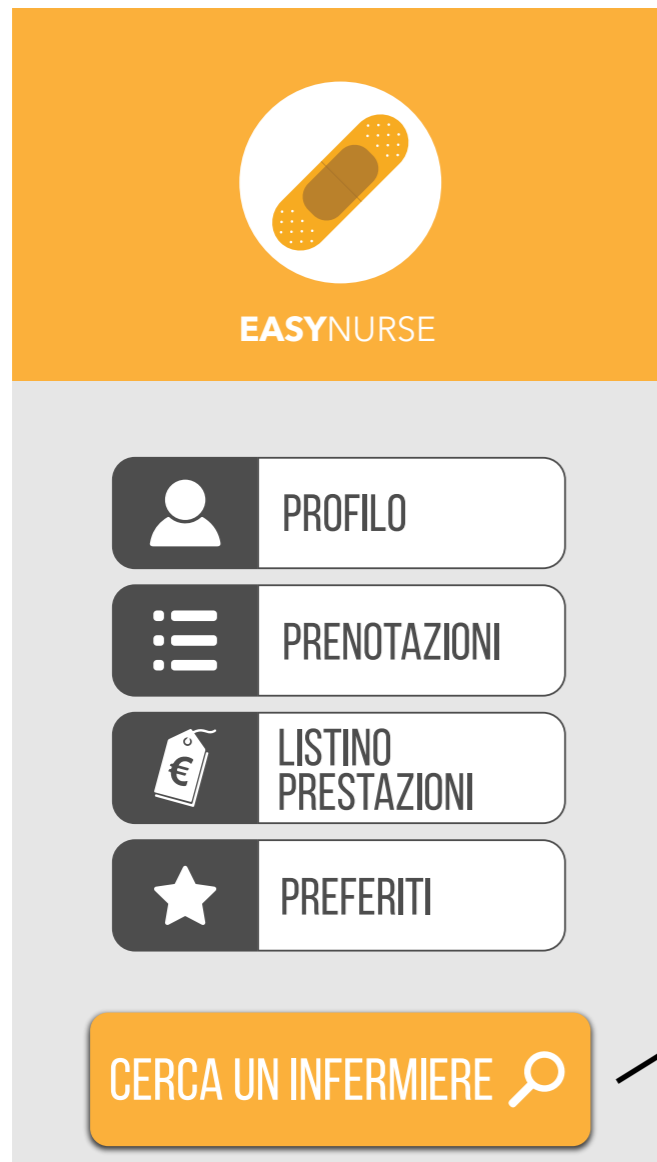 EASYNURSE
PROFILO
PRENOTAZIONI
LISTINO
PRESTAZIONI
€
PREFERITI
CERCA UN INFERMIERE